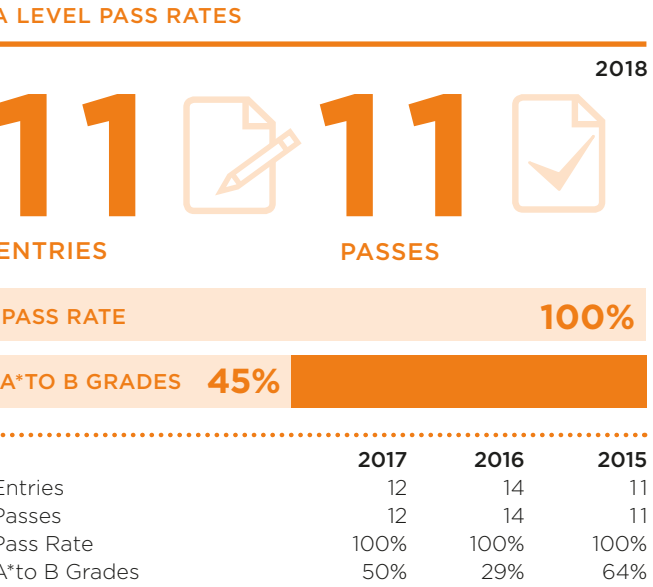 A LEVEL PASS RATES
2018
11 11
ENTRIES PASSES
PASS RATE 100%
A*TO B GRADES 45%
2017 2016 2015
Entries 12 14 11
Passes 12 14 11
Pass Rate 100% 100% 100%
A*to B Grades 50% 29% 64%